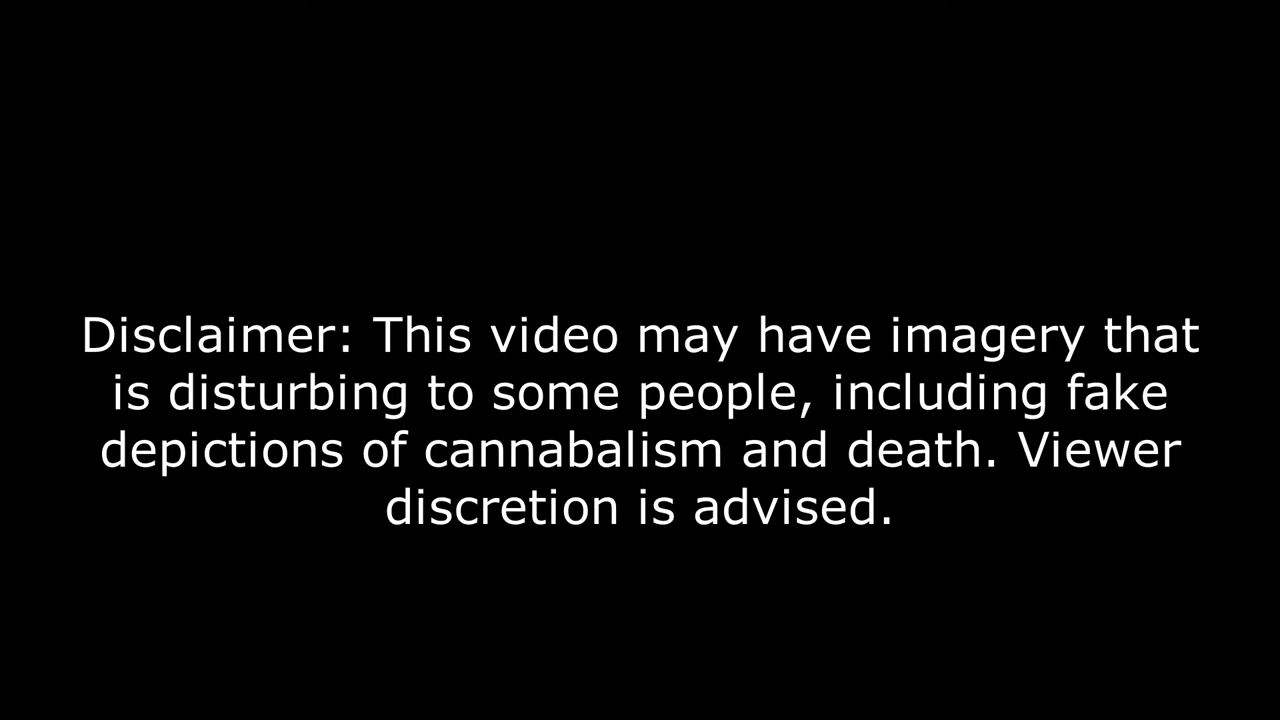 Disclaimer: This video may have imagery that
is disturbing to some people, including fake
depictions of cannabalism and death. Viewer
discretion is advised.